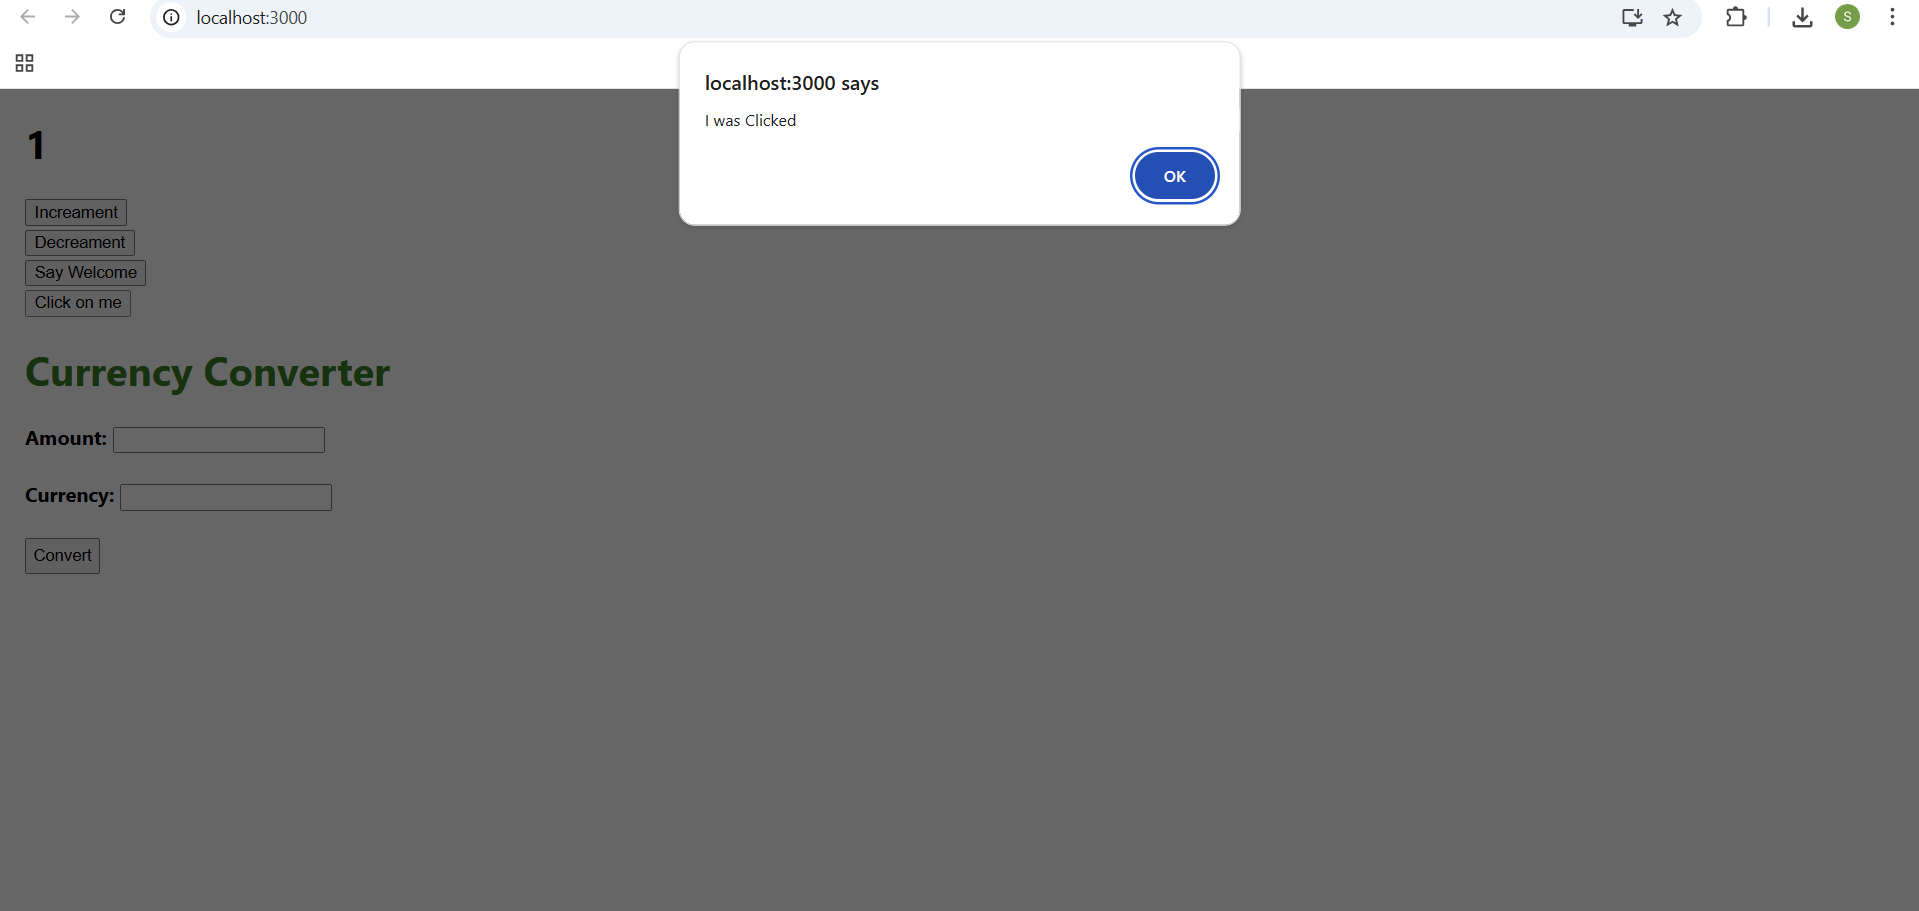 localhost:3000
S
localhost:3000 says
I was Clicked
OK
1
Increament
Decreament
Say Welcome
Click on me
Currency Converter
Amount:
Currency:
Convert